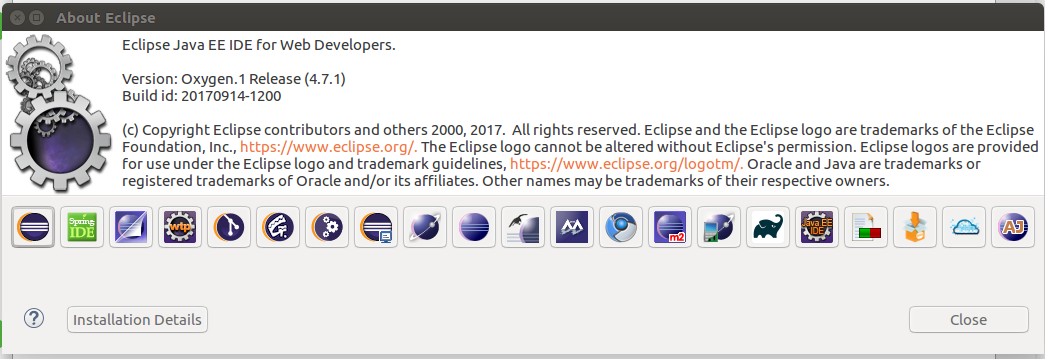 About Eclipse
Eclipse Java EE IDE for Web Developers.
Version: Oxygen.1 Release (4.7.1)
Build id: 20170914-1200
(c) Copyright Eclipse contributors and others 2000, 2017.  All rights reserved. Eclipse and the Eclipse logo are trademarks of the Eclipse
Foundation, Inc., https://www.eclipse.org/. The Eclipse logo cannot be altered without Eclipse's permission. Eclipse logos are provided
for use under the Eclipse logo and trademark guidelines, https://www.eclipse.org/logotm/. Oracle and Java are trademarks or
registered trademarks of Oracle and/or its affiliates. Other names may be trademarks of their respective owners.
Spring IDE
wtp
m2
Java EE IDE
AJ
?
Installation Details
Close